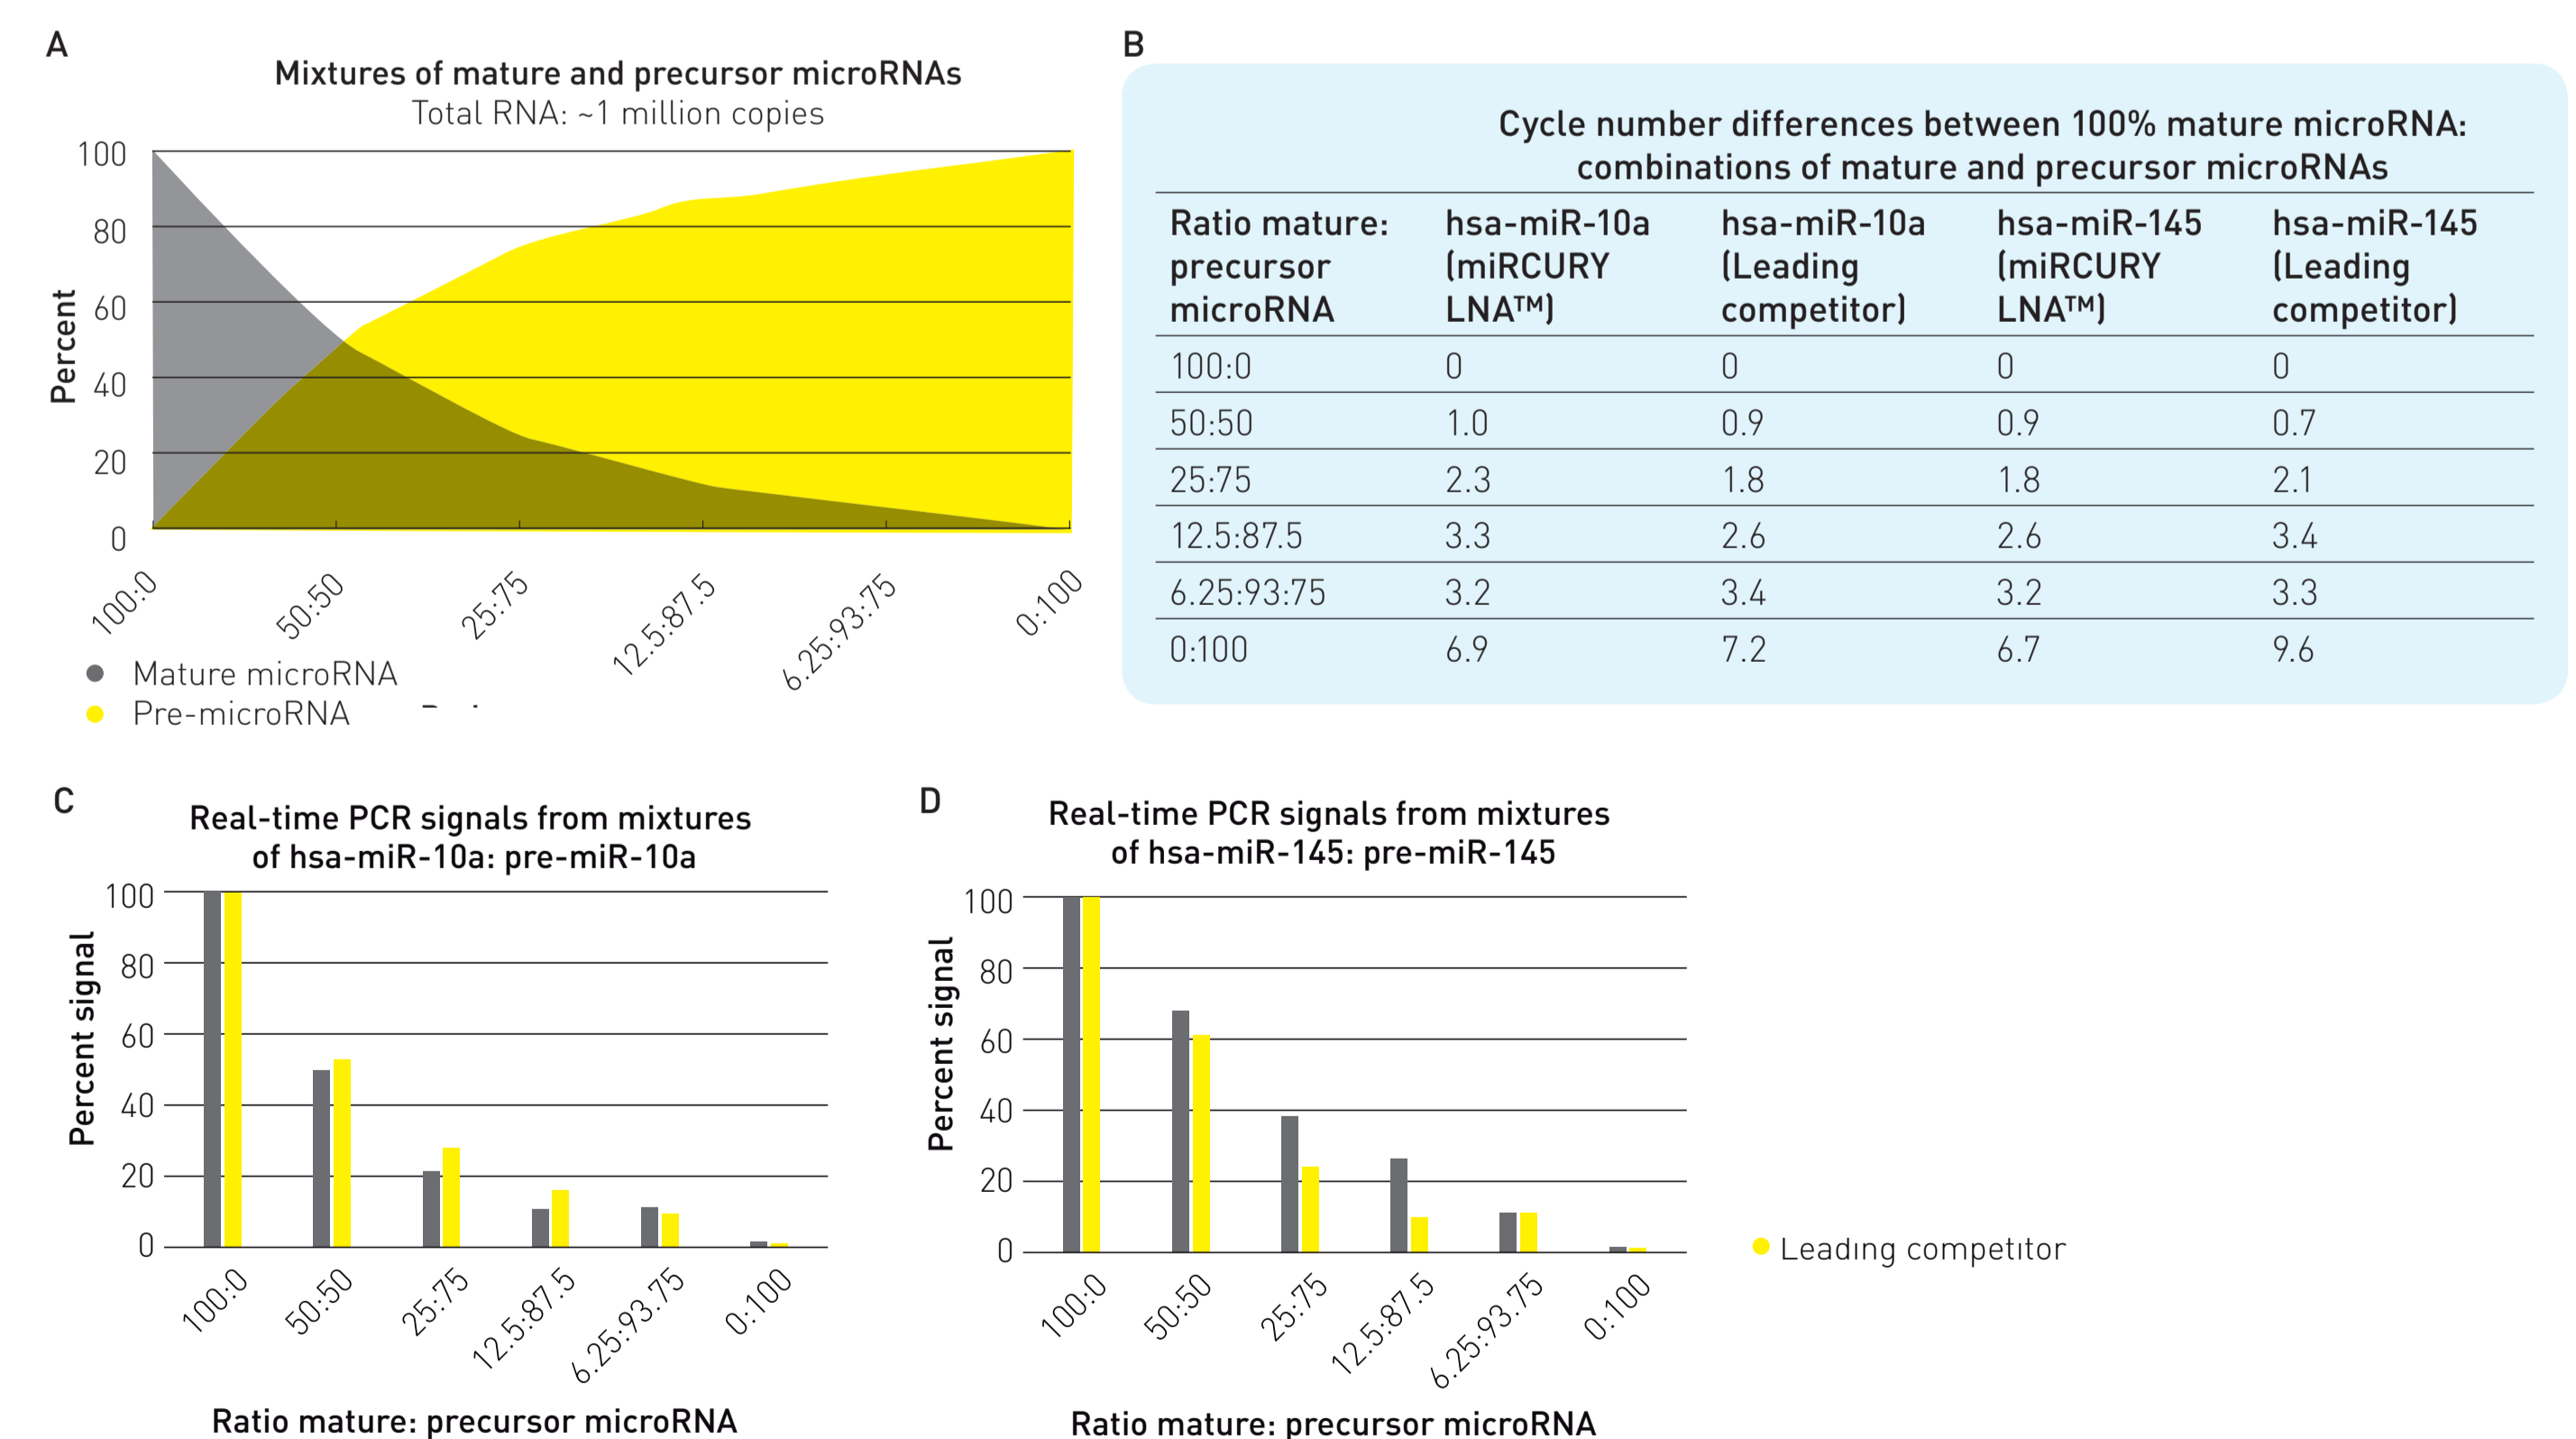 A
Mixtures of mature and precursor microRNAs
Total RNA: ~1 million copies
Percent
100
80
60
40
20
0
100:0
50:50
25:75
12.5:87.5
6.25:93:75
0:100
Mature microRNA
Pre-microRNA
B
Cycle number differences between 100% mature microRNA:
combinations of mature and precursor microRNAs
Ratio mature: precursor microRNA
hsa-miR-10a (miRCURY LNA™)
hsa-miR-10a (Leading competitor)
hsa-miR-145 (miRCURY LNA™)
hsa-miR-145 (Leading competitor)
100:0 0 0 0 0
50:50 1.0 0.9 0.9 0.7
25:75 2.3 1.8 1.8 2.1
12.5:87.5 3.3 2.6 2.6 3.4
6.25:93:75 3.2 3.4 3.2 3.3
0:100 6.9 7.2 6.7 9.6
C
Real-time PCR signals from mixtures
of hsa-miR-10a: pre-miR-10a
Percent signal
100
80
60
40
20
0
100:0
50:50
25:75
12.5:87.5
6.25:93.75
0:100
Ratio mature: precursor microRNA
D
Real-time PCR signals from mixtures
of hsa-miR-145: pre-miR-145
Percent signal
100
80
60
40
20
0
100:0
50:50
25:75
12.5:87.5
6.25:93.75
0:100
Ratio mature: precursor microRNA
Leading competitor